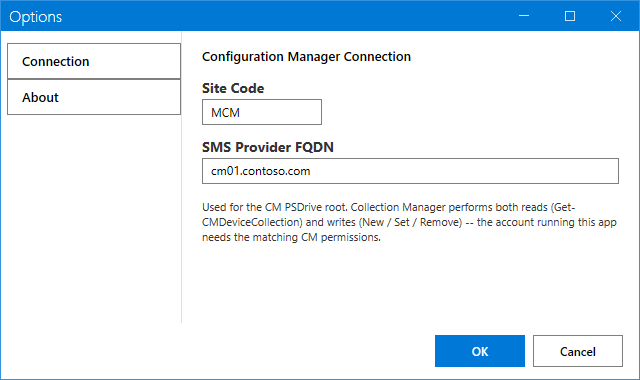 Options
Connection
About
Configuration Manager Connection
Site Code
MCM
SMS Provider FQDN
cm01.contoso.com
Used for the CM PSDrive root. Collection Manager performs both reads (Get-
CMDeviceCollection) and writes (New / Set / Remove) -- the account running this app
needs the matching CM permissions.
OK
Cancel